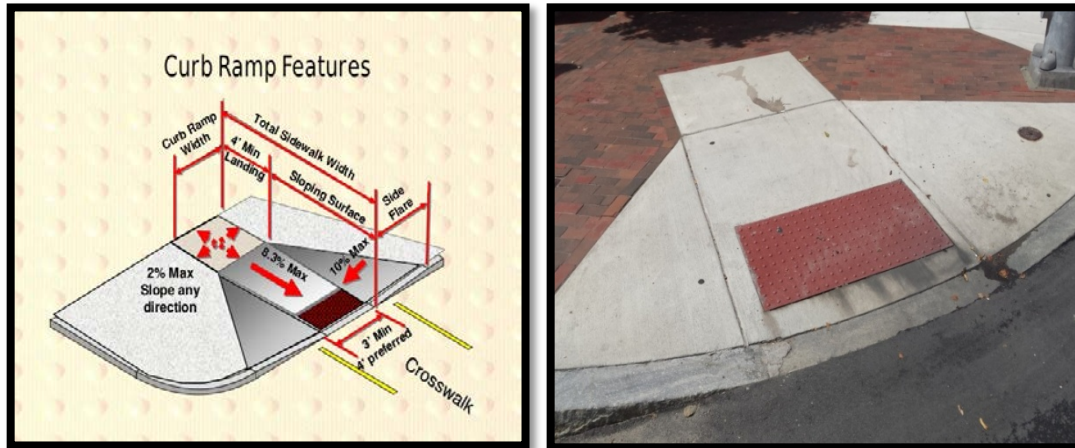 Curb Ramp Features
Curb Ramp
Width
4' Min
Landing
Total Sidewalk Width
Sloping Surface
Side
Flare
8.3% Max
10% Max
2% Max
Slope any
direction
3' Min
4' preferred
Crosswalk